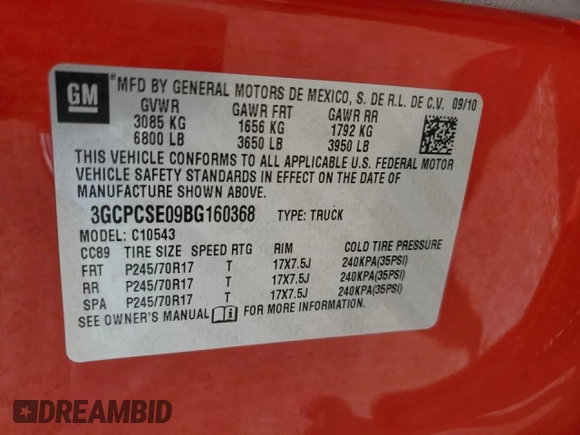 GM
*MFD BY GENERAL MOTORS DE MEXICO, S. DE R.L. DE C.V. 09/10
GVWR GAWR FRT GAWR RR
3085 KG 1656 KG 1792 KG
6800 LB 3650 LB 3950 LB
THIS VEHICLE CONFORMS TO ALL APPLICABLE U.S. FEDERAL MOTOR
VEHICLE SAFETY STANDARDS IN EFFECT ON THE DATE OF
MANUFACTURE SHOWN ABOVE.
3GCPCSE09BG160368 TYPE: TRUCK
MODEL: C10543
CC89 TIRE SIZE SPEED RTG RIM COLD TIRE PRESSURE
FRT P245/70R17 T 17X7.5J 240KPA(35PSI)
RR P245/70R17 T 17X7.5J 240KPA(35PSI)
SPA P245/70R17 T 17X7.5J 240KPA(35PSI)
SEE OWNER'S MANUAL i FOR MORE INFORMATION.
DREAMBID